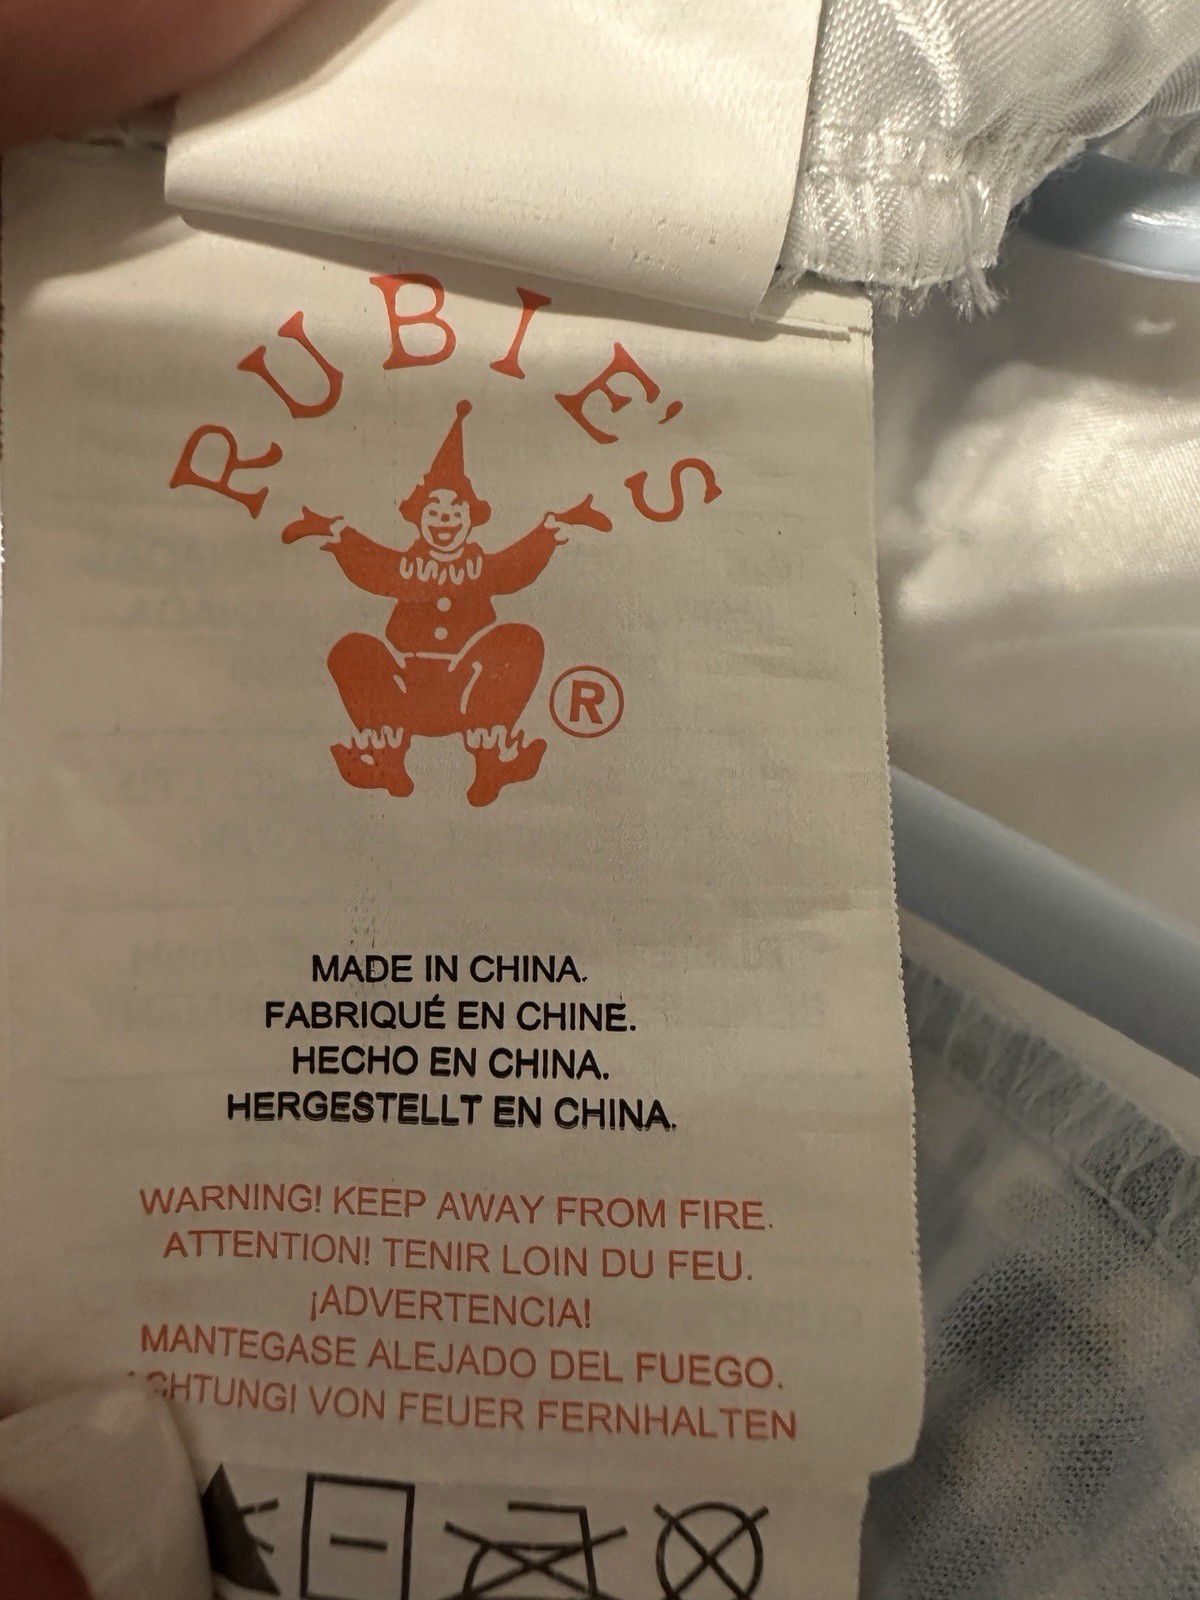 RUBIE'S
®
MADE IN CHINA.
FABRIQUÉ EN CHINE.
HECHO EN CHINA.
HERGESTELLT EN CHINA.
WARNING! KEEP AWAY FROM FIRE.
ATTENTION! TENIR LOIN DU FEU.
¡ADVERTENCIA!
MANTEGASE ALEJADO DEL FUEGO.
VON FEUER FERNHALTEN